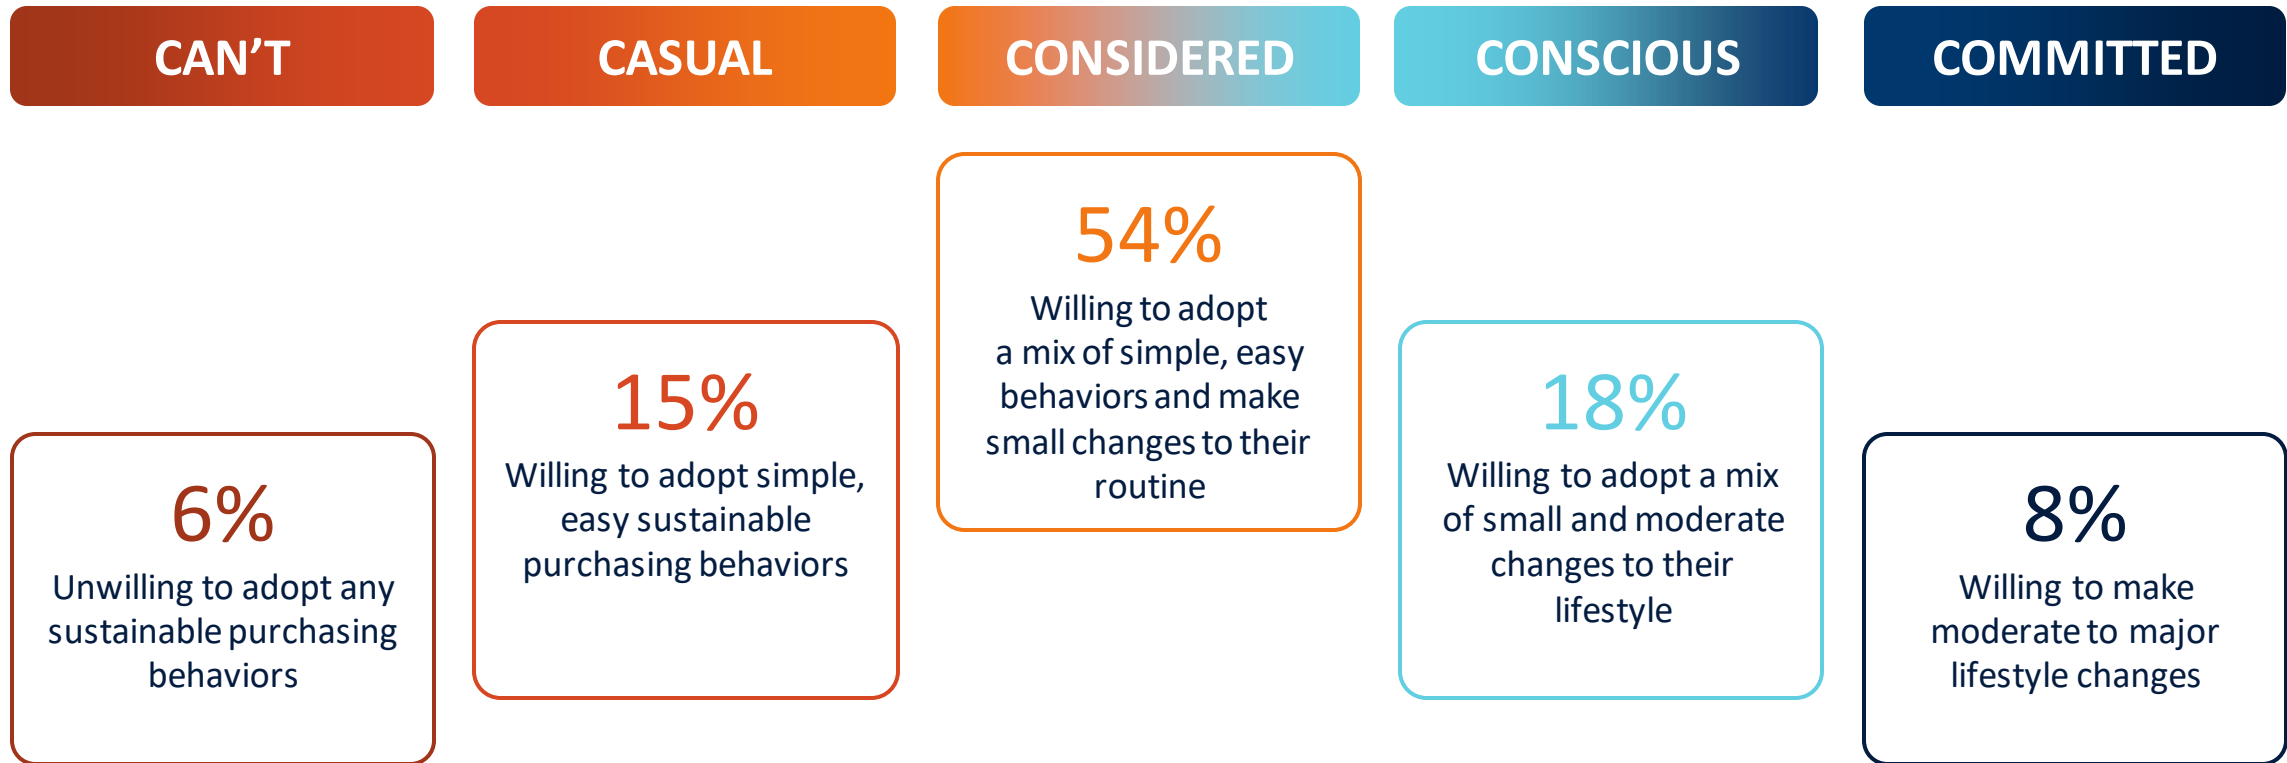 CAN’T
CASUAL
CONSIDERED
CONSCIOUS
COMMITTED
6%
Unwilling to adopt any
sustainable purchasing
behaviors
15%
Willing to adopt simple,
easy sustainable
purchasing behaviors
54%
Willing to adopt
a mix of simple, easy
behaviors and make
small changes to their
routine
18%
Willing to adopt a mix
of small and moderate
changes to their
lifestyle
8%
Willing to make
moderate to major
lifestyle changes